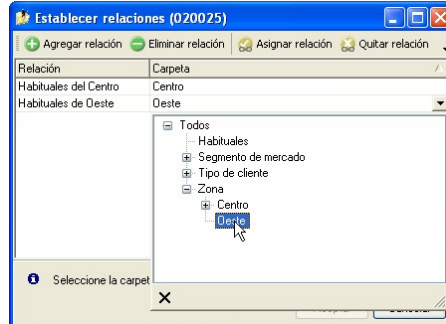 Establecer relaciones (020025)
Agregar relación Eliminar relación Asignar relación Quitar relación
Relación Carpeta
Habituales del Centro Centro
Habituales de Oeste Oeste
Todos
Habituales
Segmento de mercado
Tipo de cliente
Zona
Centro
Oeste
Seleccione la carpet